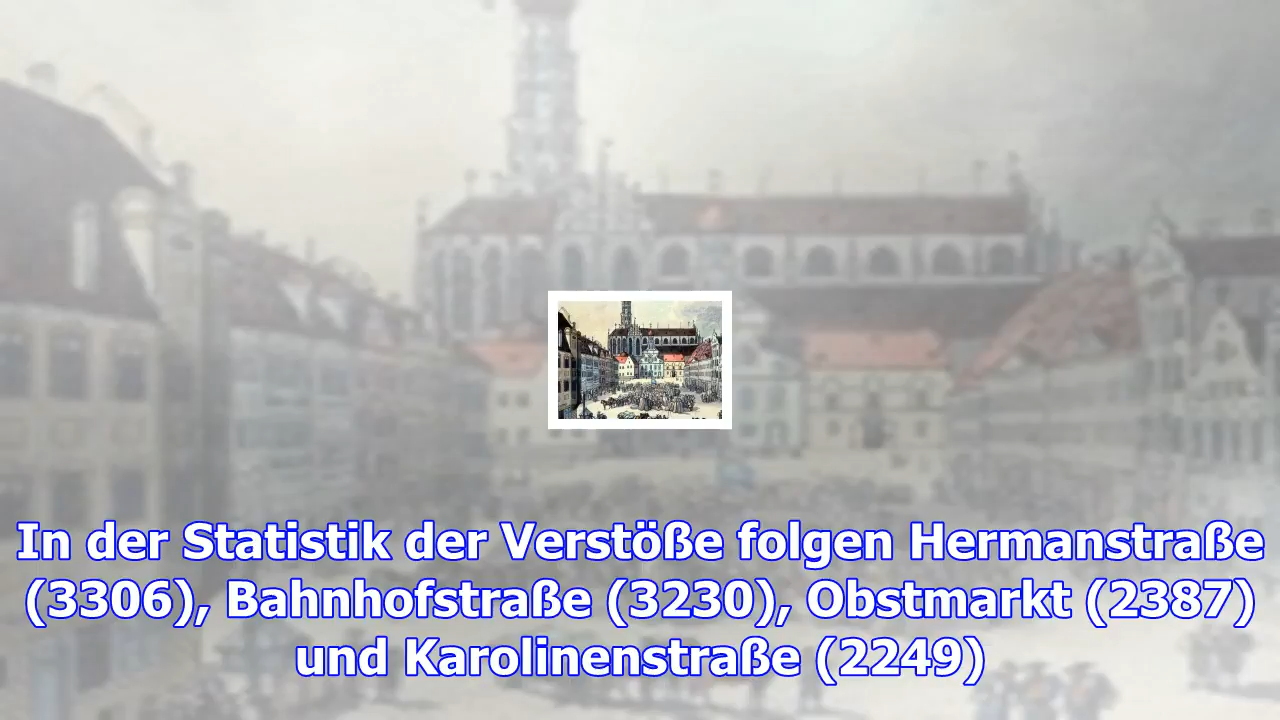 In der Statistik der Verstöße folgen Hermanstraße
(3306), Bahnhofstraße (3230), Obstmarkt (2387)
und Karolinenstraße (2249)